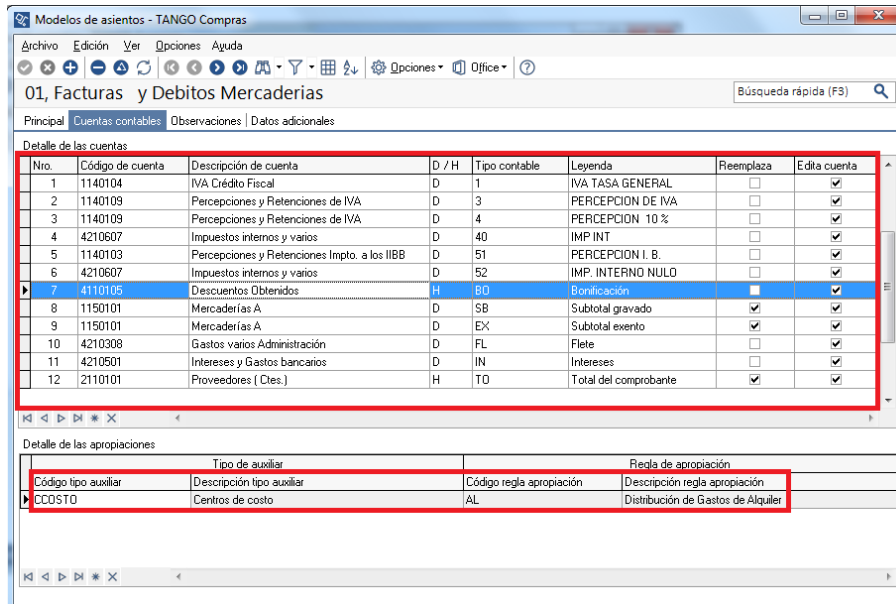 Modelos de asientos - TANGO Compras
Archivo Edición Ver Opciones Ayuda
Opciones Office
01, Facturas y Debitos Mercaderias
Búsqueda rápida (F3)
Principal Cuentas contables Observaciones Datos adicionales
Detalle de las cuentas
Nro. Código de cuenta Descripción de cuenta D / H Tipo contable Leyenda Reemplaza Edita cuenta
1 1140104 IVA Crédito Fiscal D 1 IVA TASA GENERAL
2 1140109 Percepciones y Retenciones de IVA D 3 PERCEPCION DE IVA
3 1140109 Percepciones y Retenciones de IVA D 4 PERCEPCION 10 %
4 4210607 Impuestos internos y varios D 40 IMP INT
5 1140103 Percepciones y Retenciones Impto. a los IIBB D 51 PERCEPCION I. B.
6 4210607 Impuestos internos y varios D 52 IMP. INTERNO NULO
7 4110105 Descuentos Obtenidos H BO Bonificación
8 1150101 Mercaderías A D SB Subtotal gravado
9 1150101 Mercaderías A D EX Subtotal exento
10 4210308 Gastos varios Administración D FL Flete
11 4210501 Intereses y Gastos bancarios D IN Intereses
12 2110101 Proveedores ( Ctes.) H TO Total del comprobante
Detalle de las apropiaciones
Tipo de auxiliar Regla de apropiación
Código tipo auxiliar Descripción tipo auxiliar Código regla apropiación Descripción regla apropiación
CCOSTO Centros de costo AL Distribución de Gastos de Alquiler